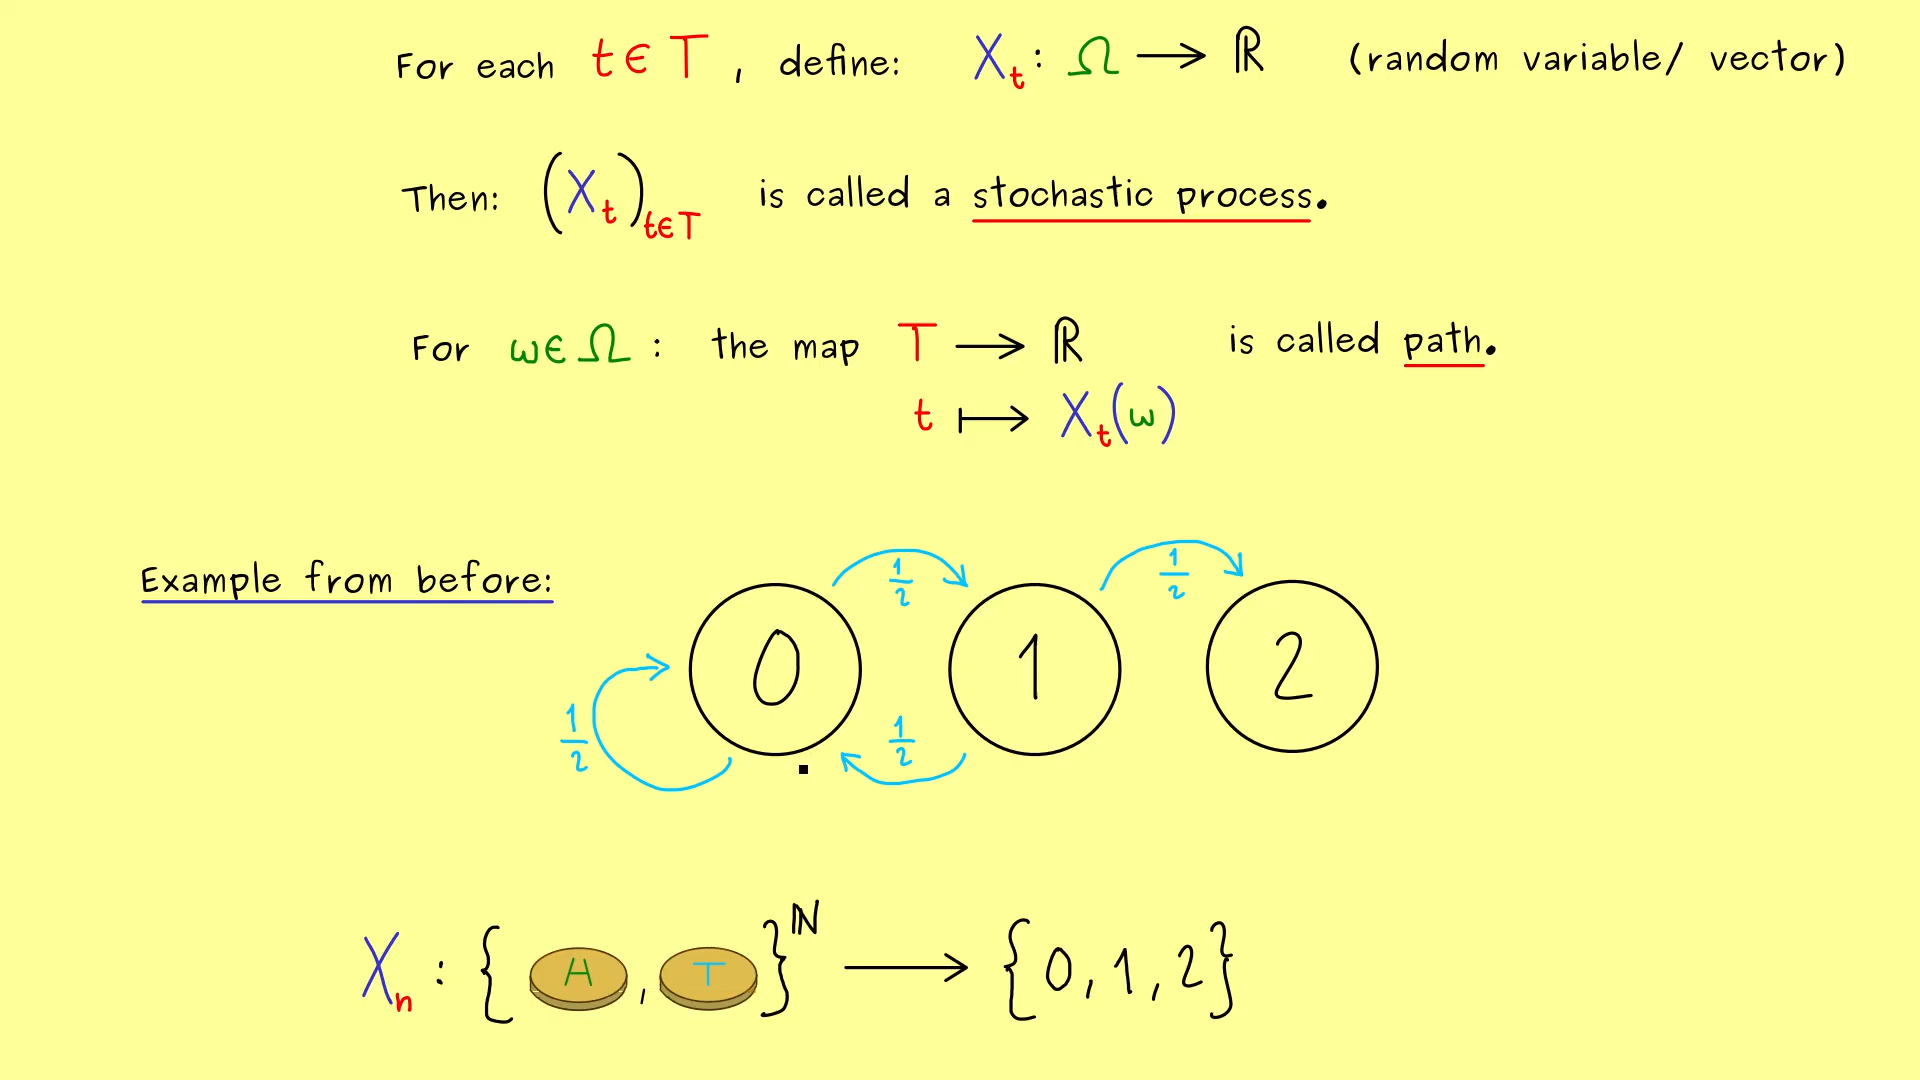 For each t ∈ T , define: X_t : Ω → ℝ (random variable/ vector)
Then: (X_t)_{t∈T} is called a stochastic process.
For ω ∈ Ω : the map T → ℝ is called path.
t ↦ X_t(ω)
Example from before:
1/2 1/2
0 1 2
1/2 1/2
X_n : { H , T }^ℕ → {0, 1, 2}